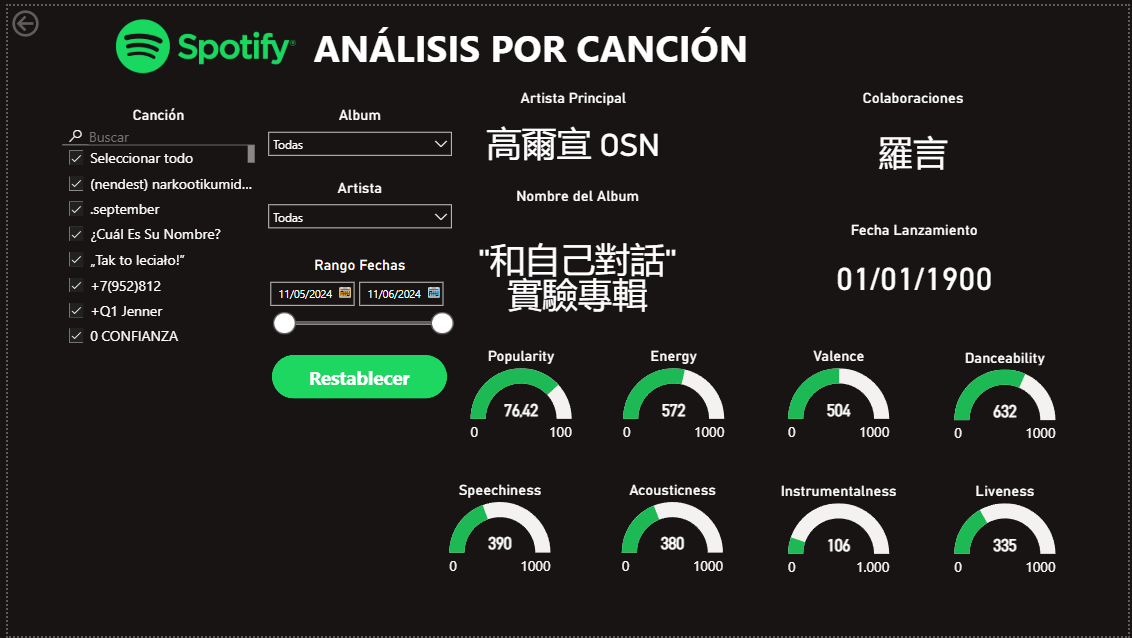 Spotify®
ANÁLISIS POR CANCIÓN
Canción
Buscar
Seleccionar todo
(nendest) narkootikumid...
.september
¿Cuál Es Su Nombre?
„Tak to leciało!”
+7(952)812
+Q1 Jenner
0 CONFIANZA
Album
Todas
Artista
Todas
Rango Fechas
11/05/2024 11/06/2024
Restablecer
Artista Principal
高爾宣 OSN
Colaboraciones
羅言
Nombre del Album
"和自己對話"
實驗專輯
Fecha Lanzamiento
01/01/1900
Popularity
76,42
0 100
Energy
572
0 1000
Valence
504
0 1000
Danceability
632
0 1000
Speechiness
390
0 1000
Acousticness
380
0 1000
Instrumentalness
106
0 1.000
Liveness
335
0 1000